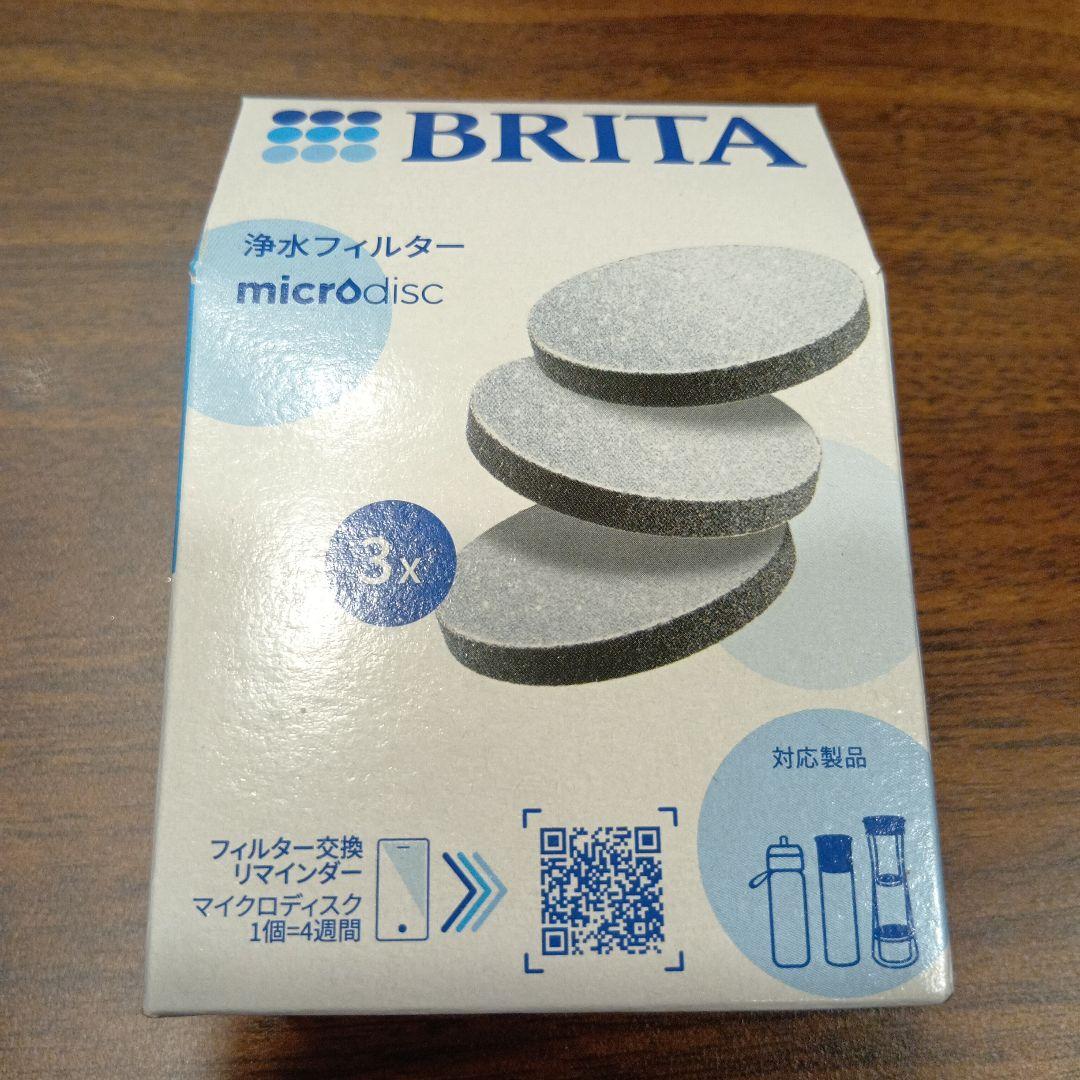 BRITA
浄水フィルター
microdisc
3x
対応製品
フィルター交換
リマインダー
マイクロディスク
1個=4週間